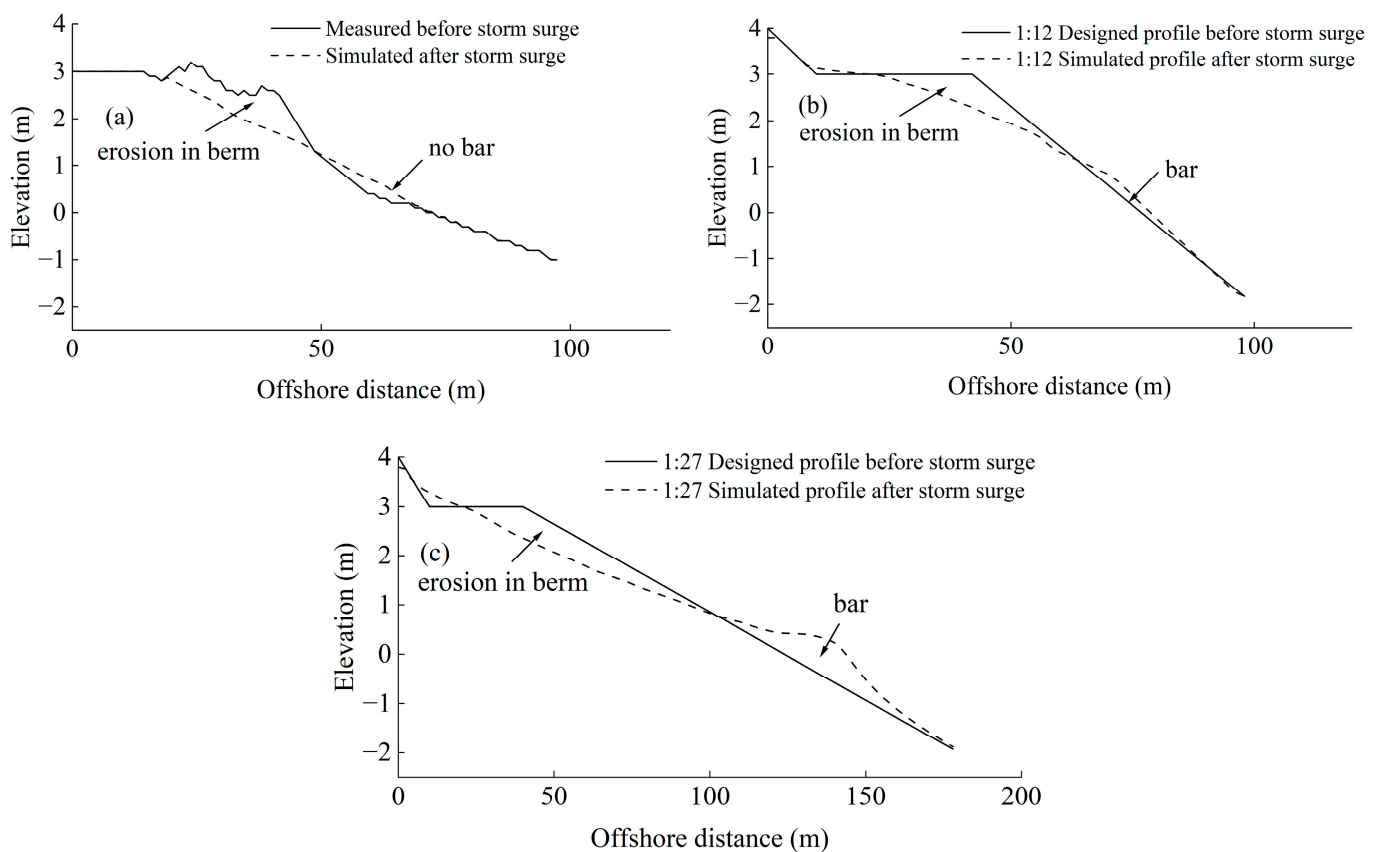 4
3
2
1
0
−1
−2
Elevation (m)
Measured before storm surge
Simulated after storm surge
(a)
erosion in berm
no bar
0
50
100
Offshore distance (m)
4
3
2
1
0
−1
−2
Elevation (m)
1:12 Designed profile before storm surge
1:12 Simulated profile after storm surge
(b)
erosion in berm
bar
0
50
100
Offshore distance (m)
4
3
2
1
0
−1
−2
Elevation (m)
1:27 Designed profile before storm surge
1:27 Simulated profile after storm surge
(c)
erosion in berm
bar
0
50
100
150
200
Offshore distance (m)